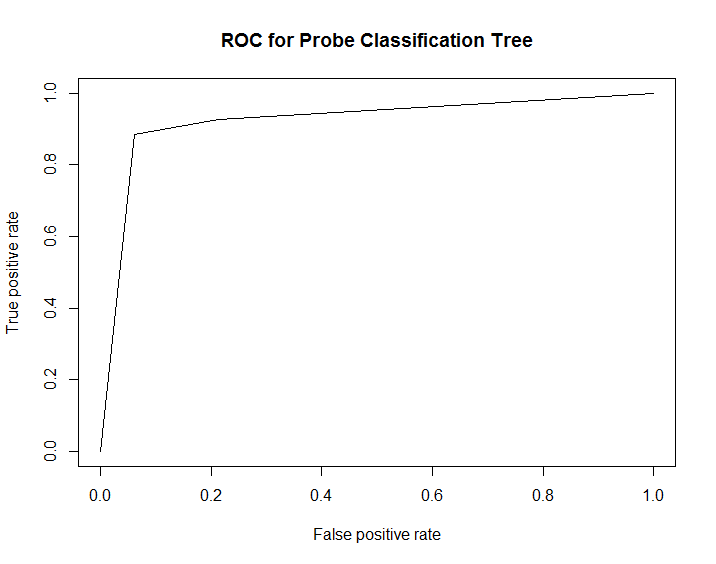 ROC for Probe Classification Tree
True positive rate
1.0
0.8
0.6
0.4
0.2
0.0
0.0 0.2 0.4 0.6 0.8 1.0
False positive rate